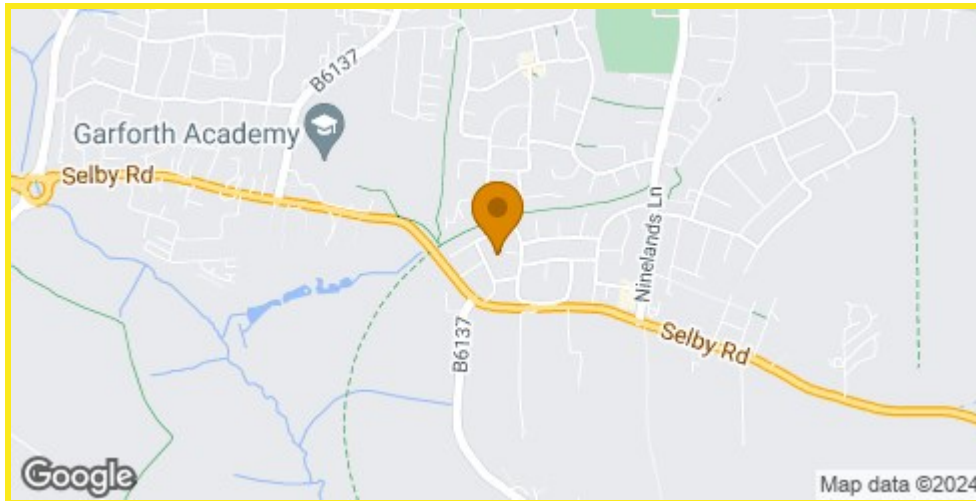 B6137
Garforth Academy
Selby Rd
Ninelands Ln
B6137
Selby Rd
Google
Map data ©2024